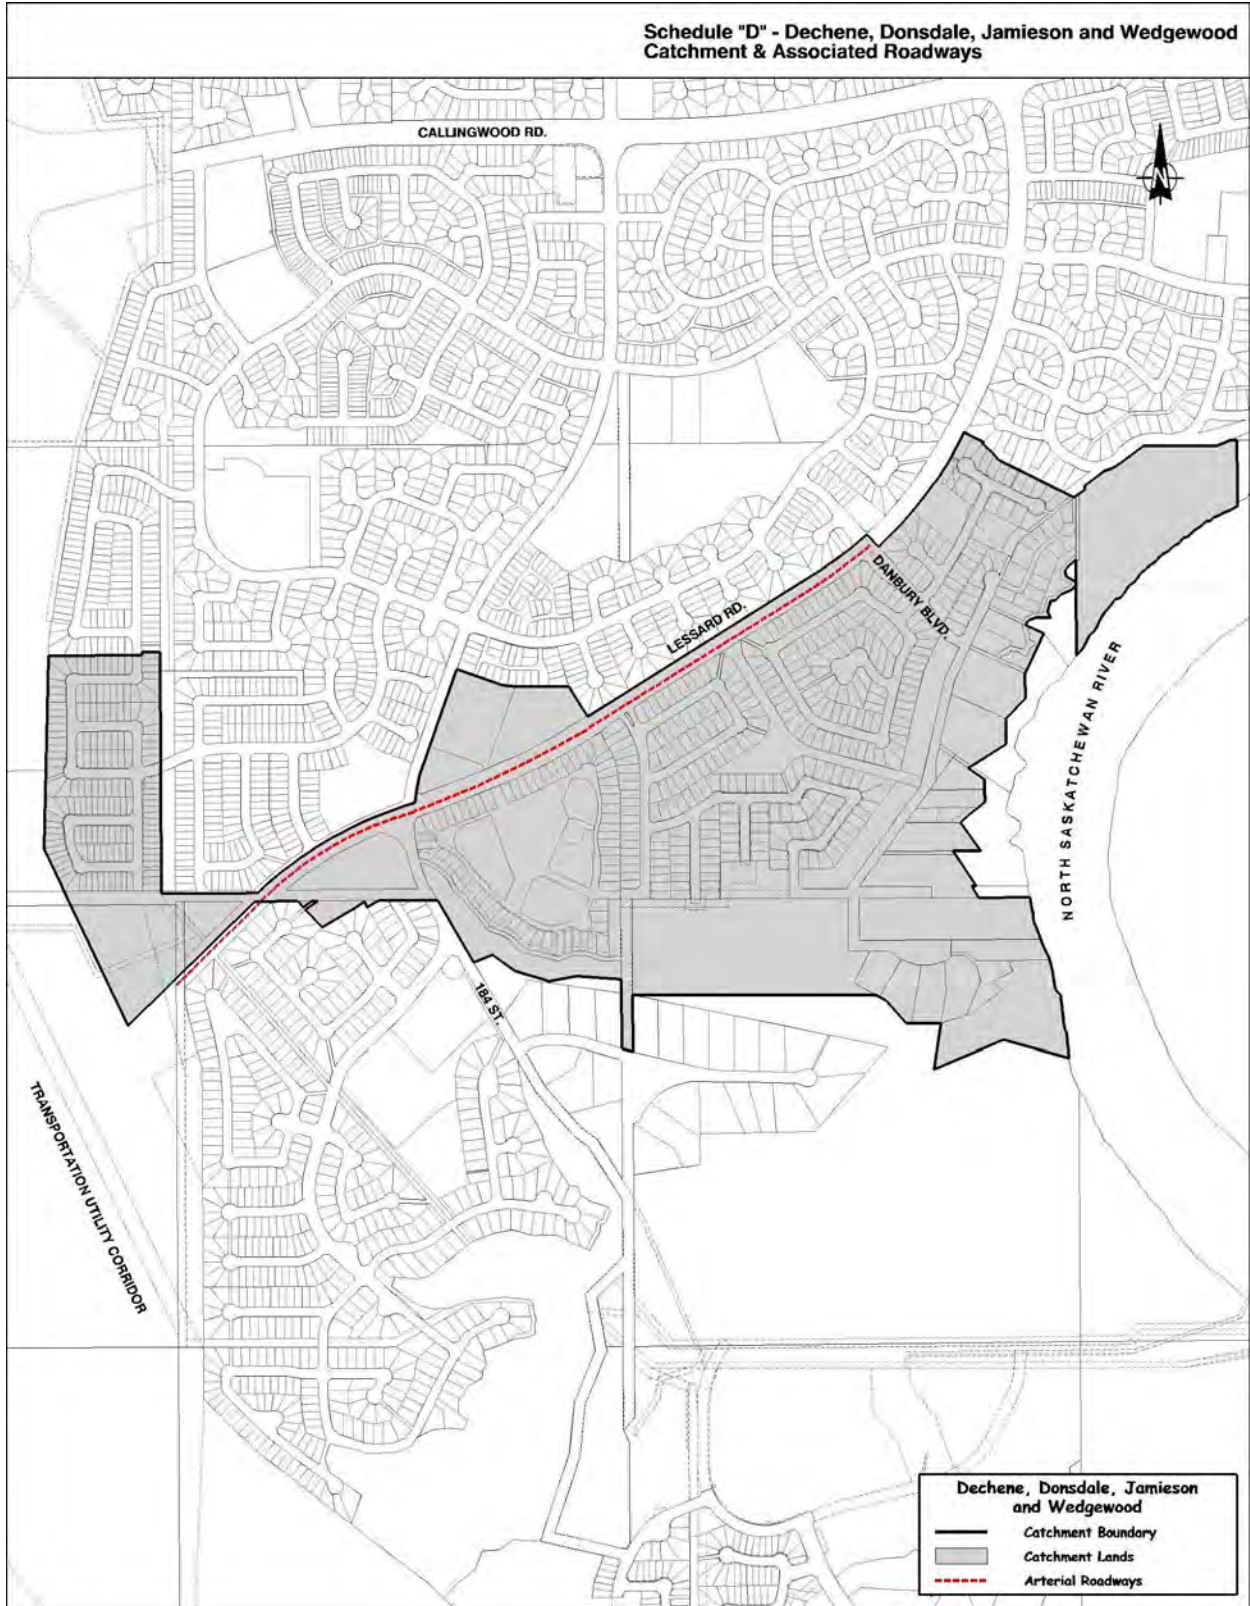 Schedule "D" - Dechene, Donsdale, Jamieson and Wedgewood
Catchment & Associated Roadways
CALLINGWOOD RD.
N
DANBURY BLVD.
LESSARD RD.
NORTH SASKATCHEWAN RIVER
184 ST.
TRANSPORTATION UTILITY CORRIDOR
Dechene, Donsdale, Jamieson
and Wedgewood
Catchment Boundary
Catchment Lands
Arterial Roadways